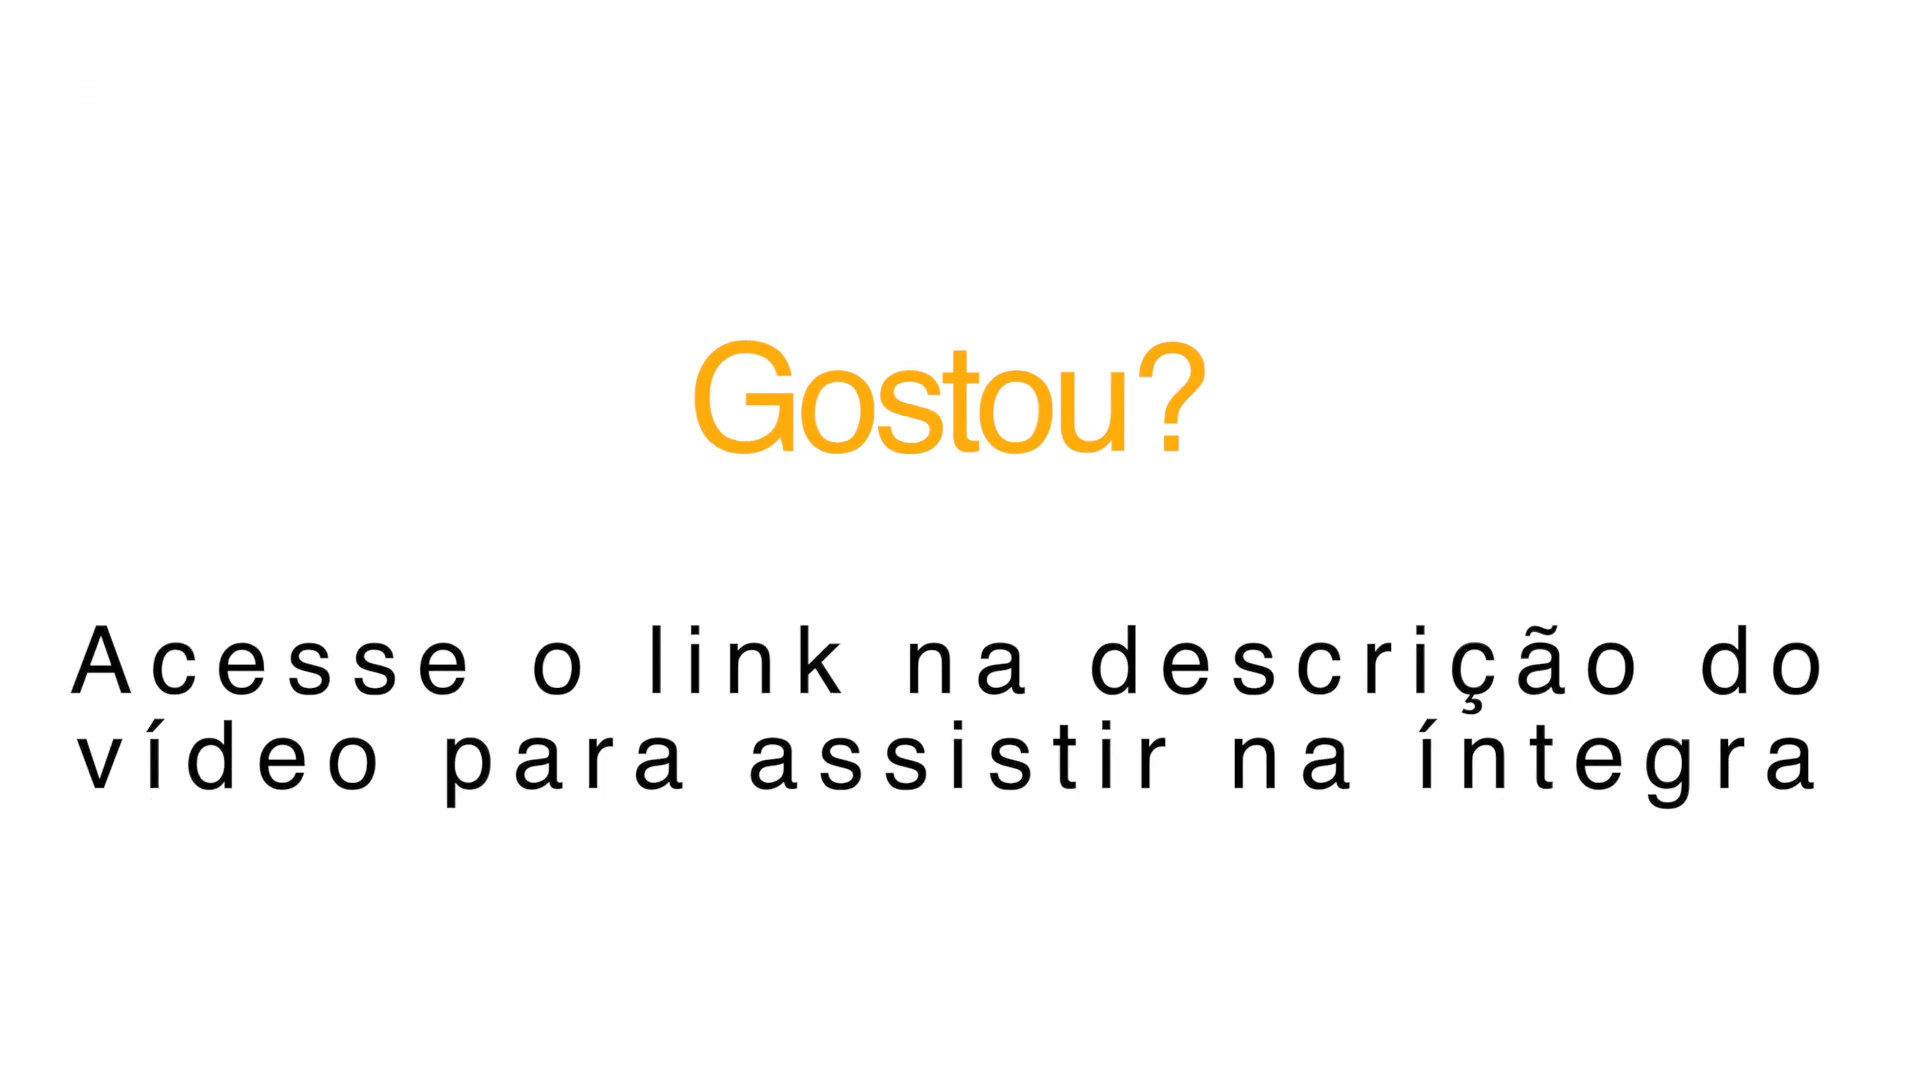 Gostou?
Acesse o link na descrição do
vídeo para assistir na íntegra